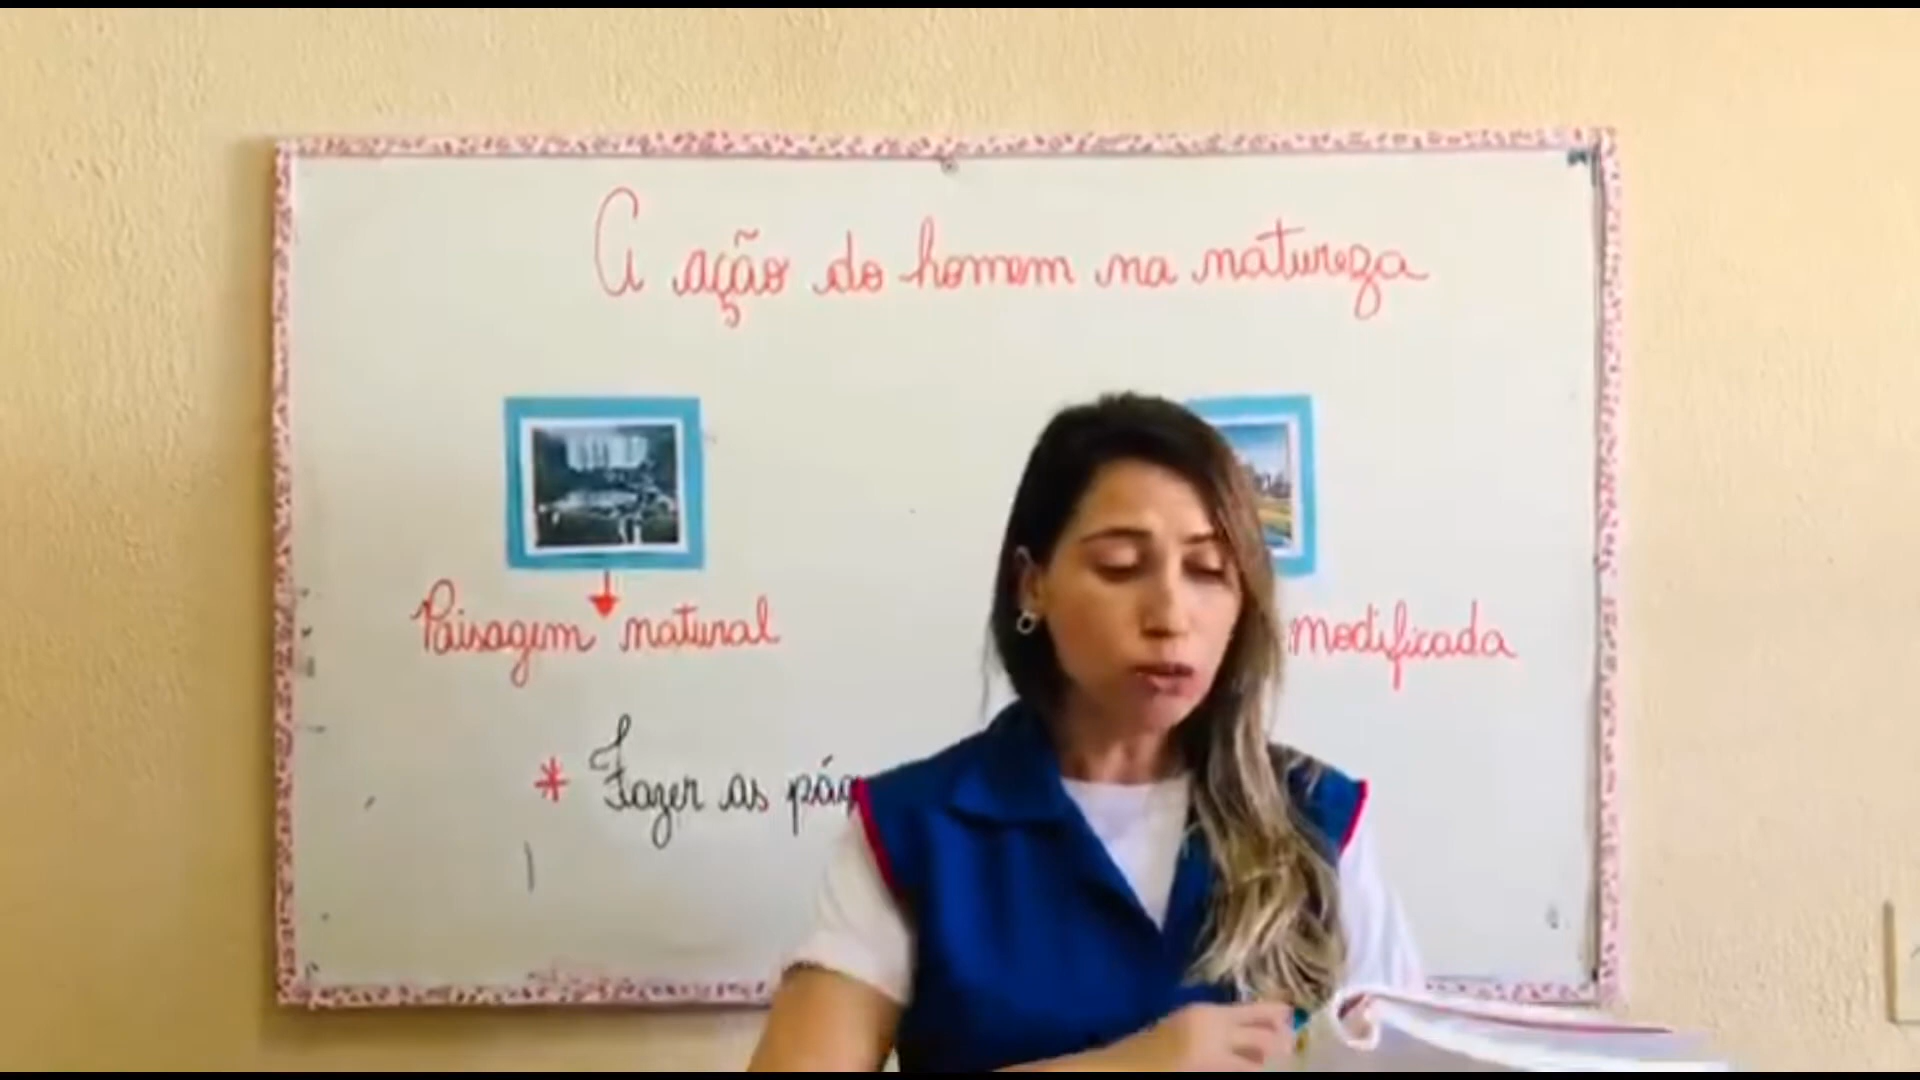 A ação do homem na natureza
Paisagem natural
modificada
* Fazer as pág